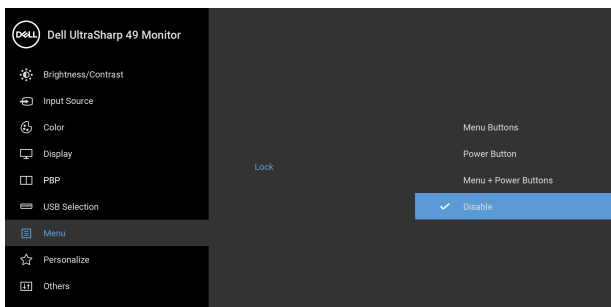 DELL Dell UltraSharp 49 Monitor
Brightness/Contrast
Input Source
Color
Display
PBP
USB Selection
Menu
Personalize
Others
Lock
Menu Buttons
Power Button
Menu + Power Buttons
Disable